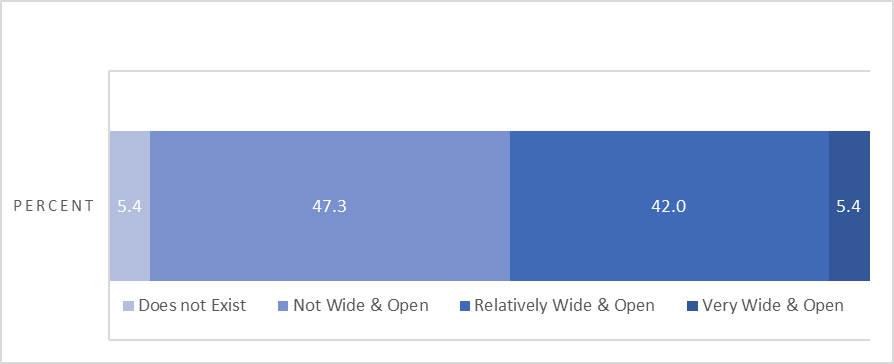 PERCENT 5.4 47.3 42.0 5.4
Does not Exist Not Wide & Open Relatively Wide & Open Very Wide & Open